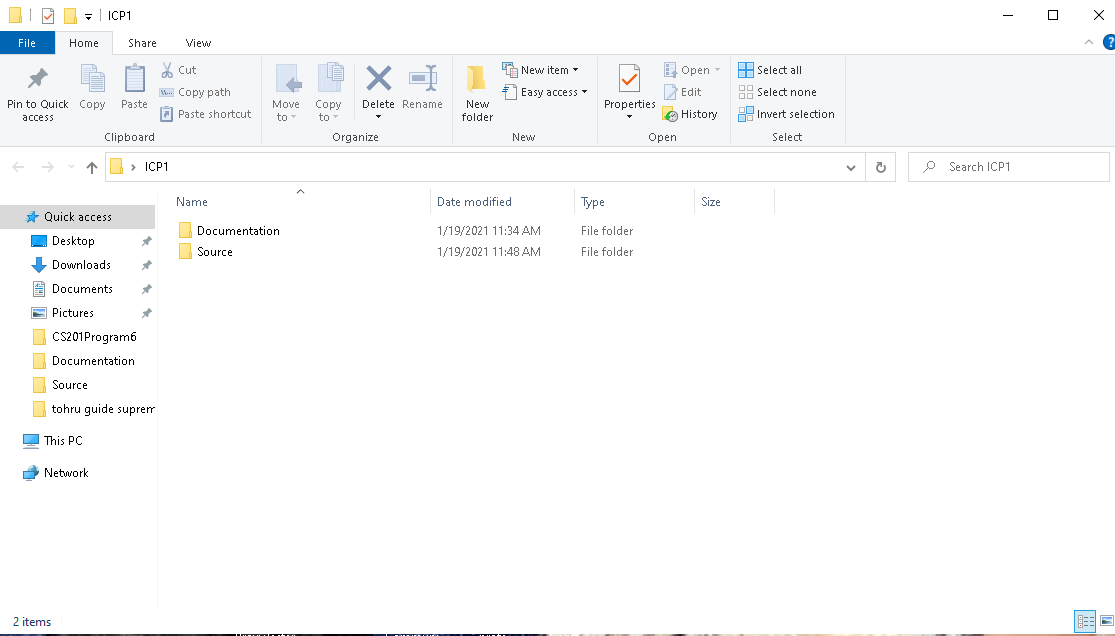 ICP1
File Home Share View
Pin to Quick access
Copy
Paste
Cut
Copy path
Paste shortcut
Clipboard
Move to
Copy to
Delete
Rename
Organize
New folder
New item
Easy access
New
Properties
Open
Edit
History
Open
Select all
Select none
Invert selection
Select
ICP1
Search ICP1
Name Date modified Type Size
Documentation 1/19/2021 11:34 AM File folder
Source 1/19/2021 11:48 AM File folder
Quick access
Desktop
Downloads
Documents
Pictures
CS201Program6
Documentation
Source
tohru guide suprem
This PC
Network
2 items